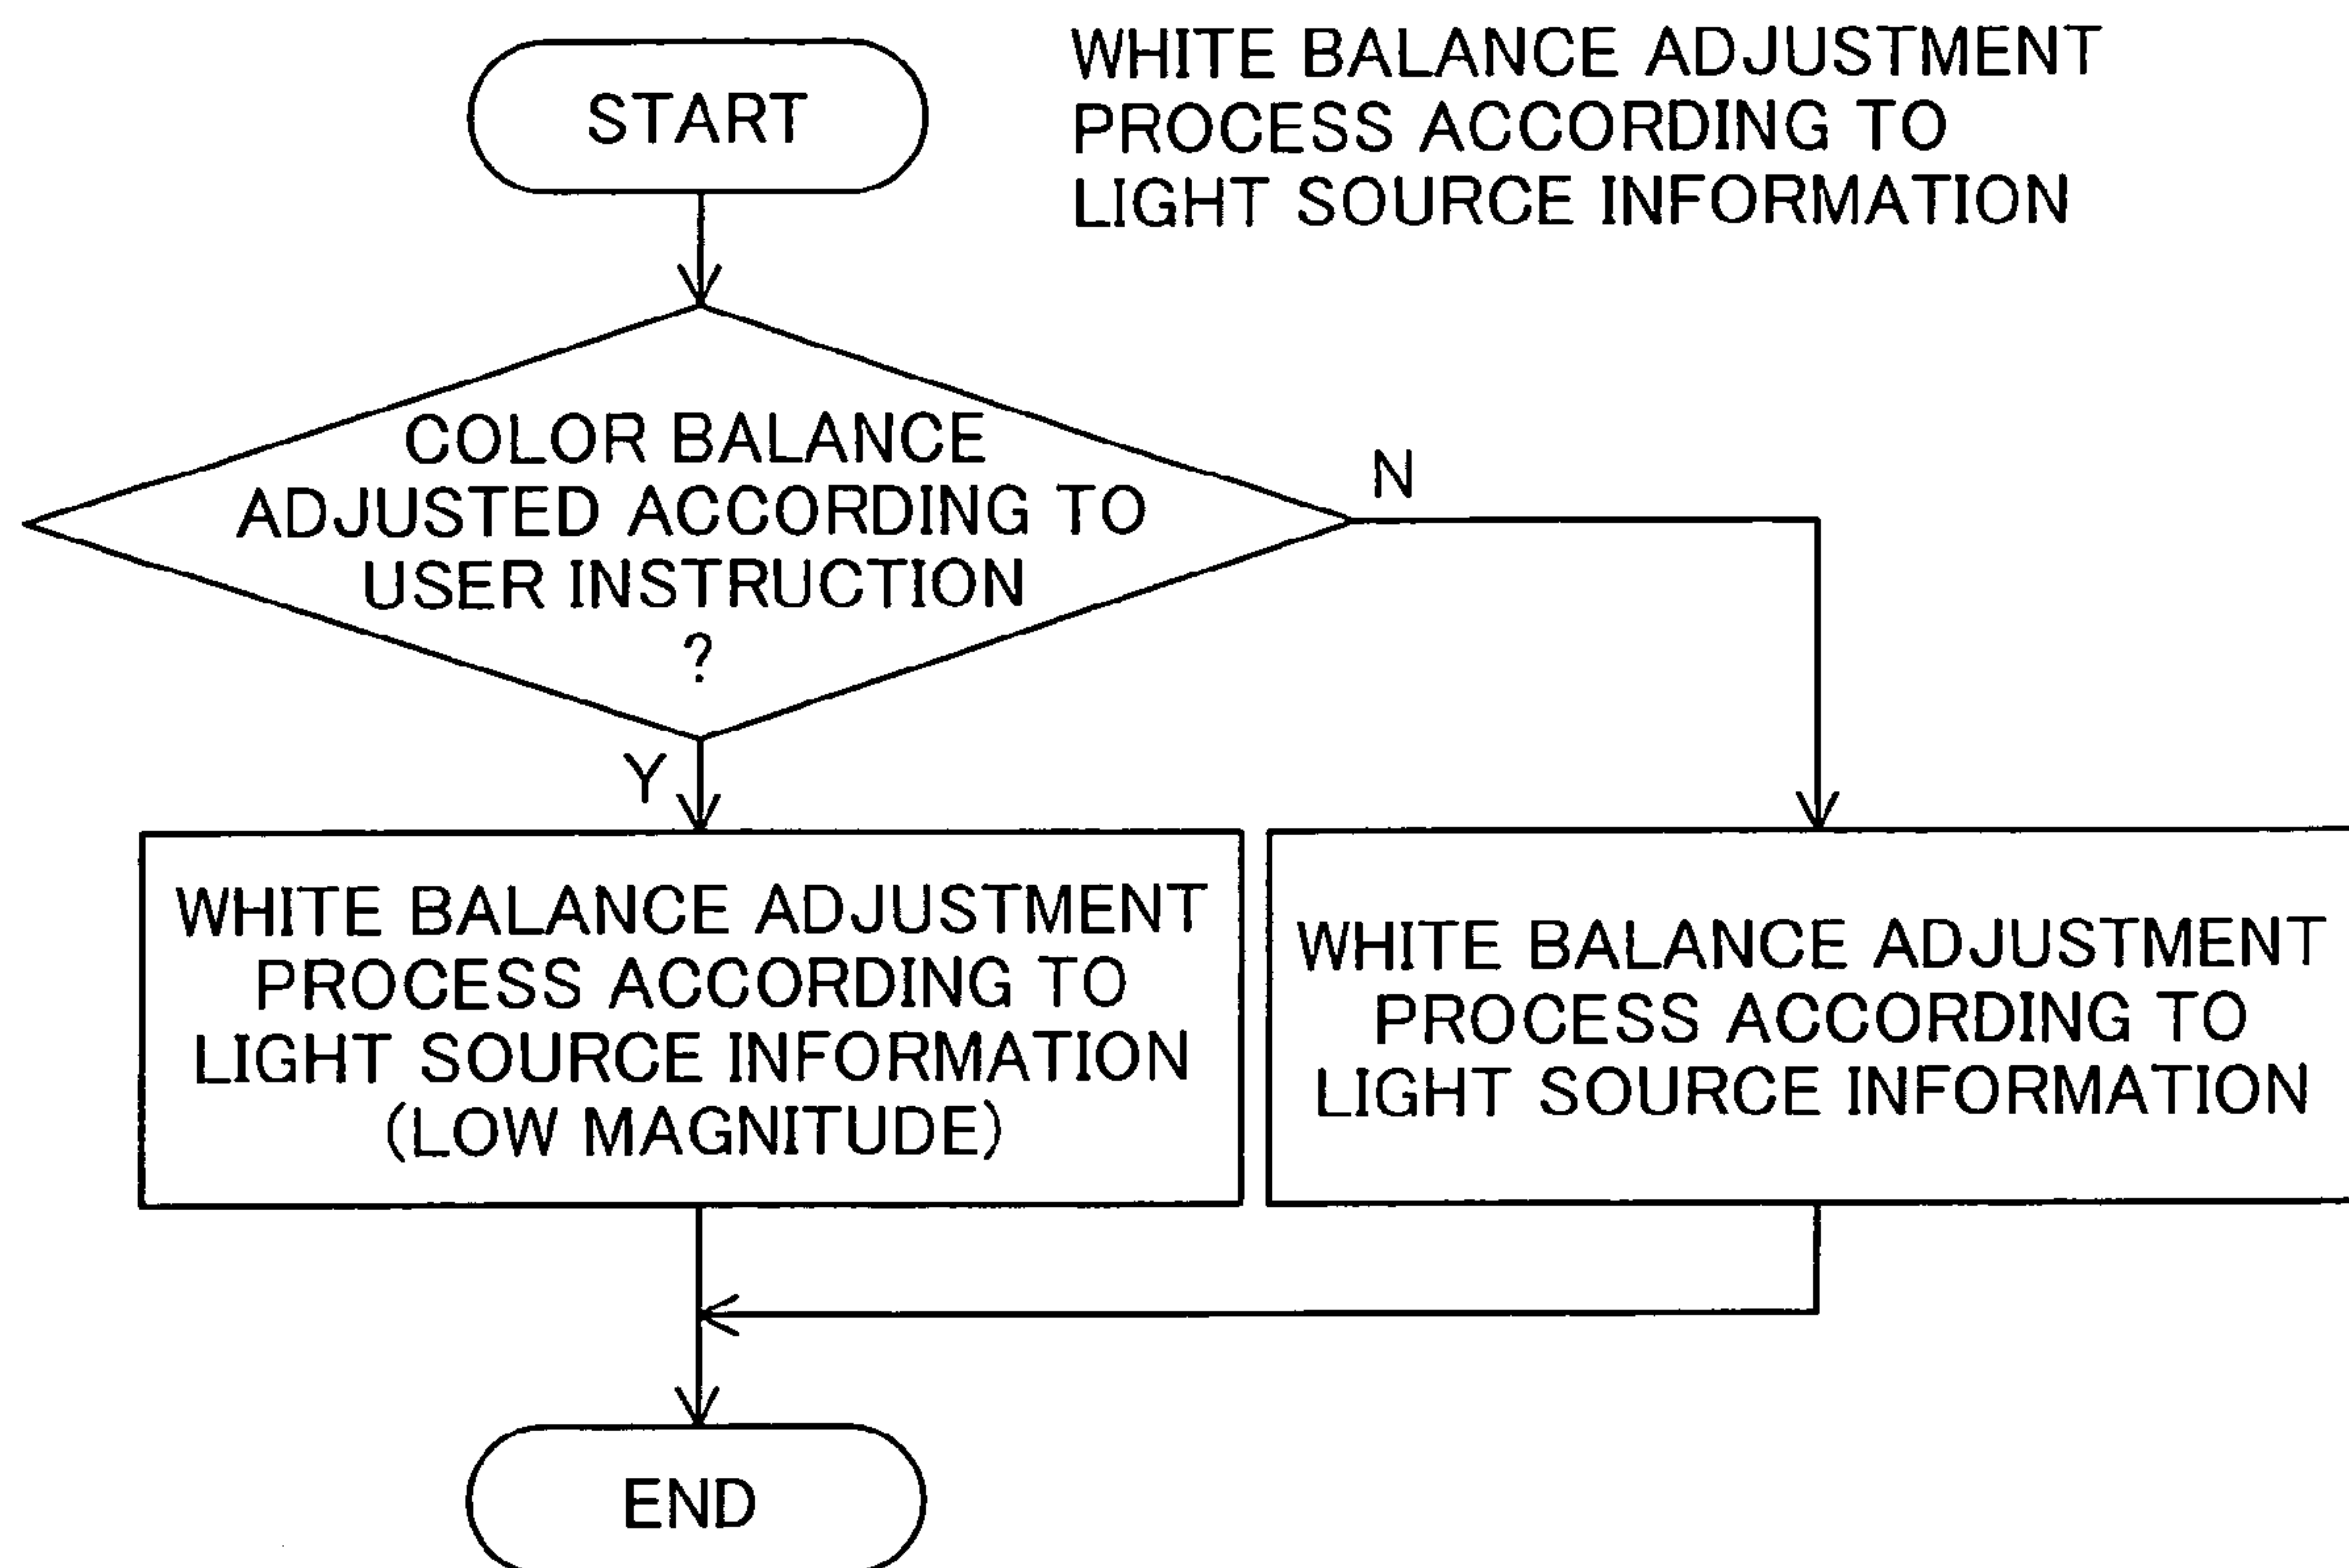 START
WHITE BALANCE ADJUSTMENT
PROCESS ACCORDING TO
LIGHT SOURCE INFORMATION
COLOR BALANCE
ADJUSTED ACCORDING TO
USER INSTRUCTION
?
N
Y
WHITE BALANCE ADJUSTMENT
PROCESS ACCORDING TO
LIGHT SOURCE INFORMATION
(LOW MAGNITUDE)
WHITE BALANCE ADJUSTMENT
PROCESS ACCORDING TO
LIGHT SOURCE INFORMATION
END